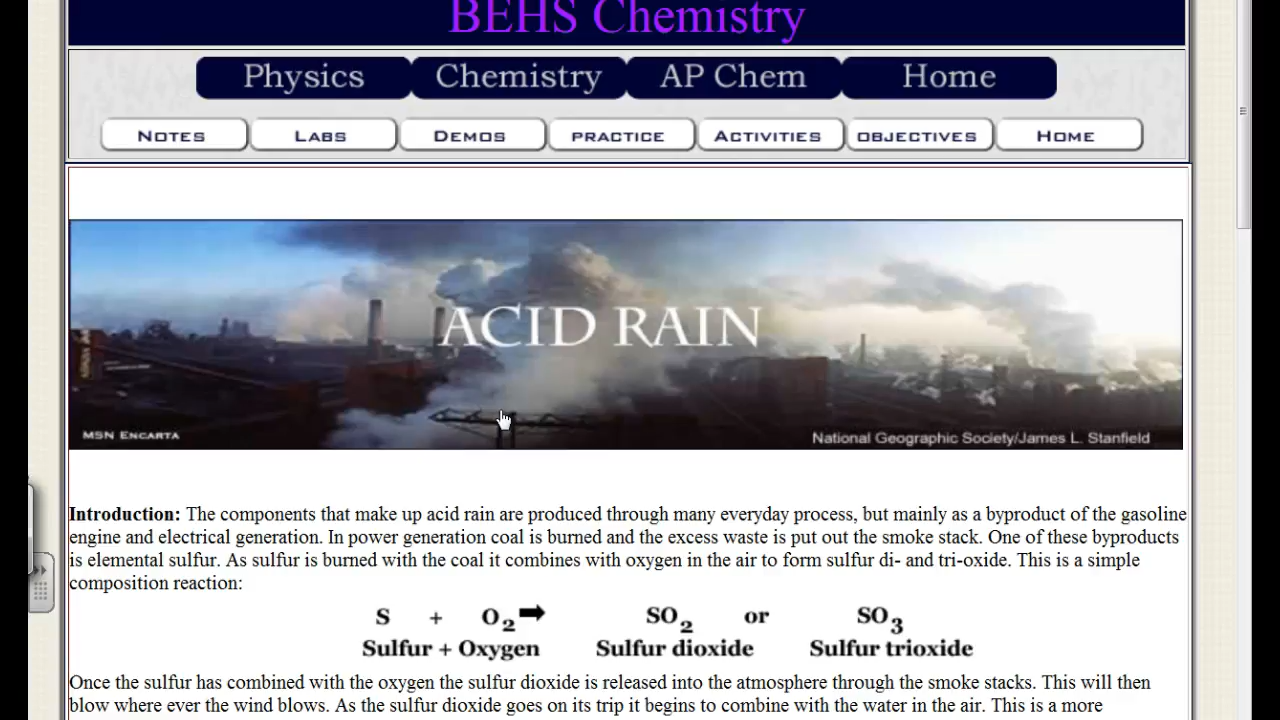 BEHS Chemistry
Physics Chemistry AP Chem Home
NOTES LABS DEMOS PRACTICE ACTIVITIES OBJECTIVES HOME
ACID RAIN
MSN ENCARTA
National Geographic Society/James L. Stanfield
Introduction: The components that make up acid rain are produced through many everyday process, but mainly as a byproduct of the gasoline
engine and electrical generation. In power generation coal is burned and the excess waste is put out the smoke stack. One of these byproducts
is elemental sulfur. As sulfur is burned with the coal it combines with oxygen in the air to form sulfur di- and tri-oxide. This is a simple
composition reaction:
S + O₂ ➡ SO₂ or SO₃
Sulfur + Oxygen Sulfur dioxide Sulfur trioxide
Once the sulfur has combined with the oxygen the sulfur dioxide is released into the atmosphere through the smoke stacks. This will then
blow where ever the wind blows. As the sulfur dioxide goes on its trip it begins to combine with the water in the air. This is a more